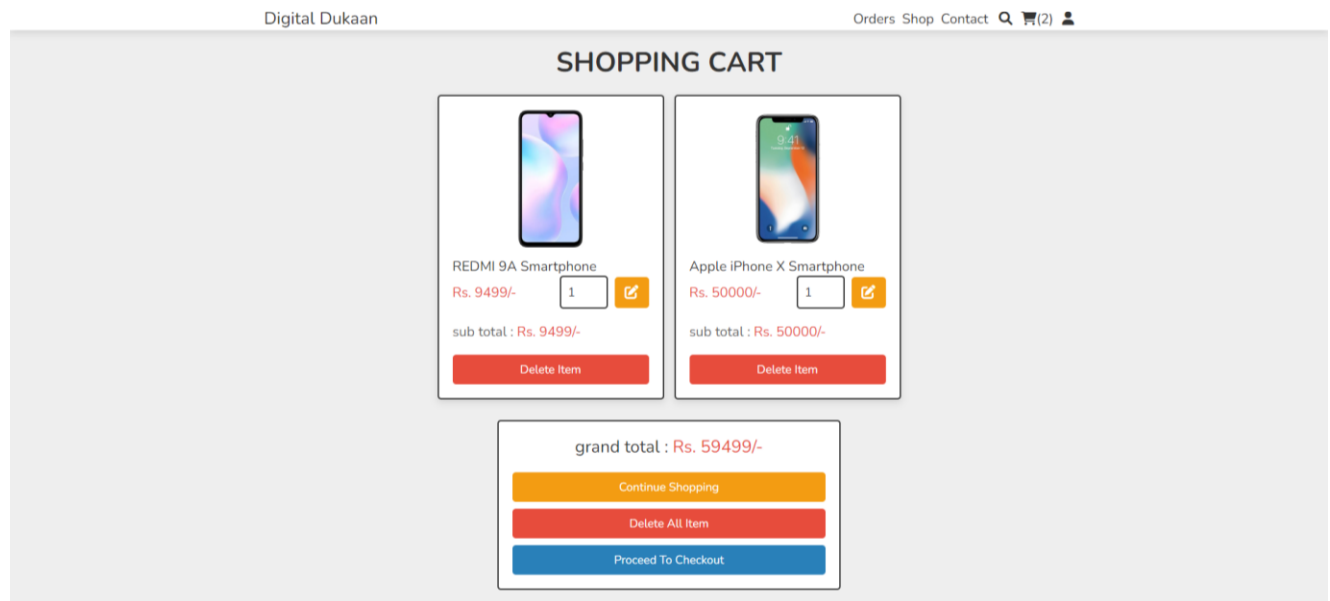 Digital Dukaan
Orders Shop Contact (2)
SHOPPING CART
9:41
REDMI 9A Smartphone
Rs. 9499/- 1
sub total : Rs. 9499/-
Delete Item
Apple iPhone X Smartphone
Rs. 50000/- 1
sub total : Rs. 50000/-
Delete Item
grand total : Rs. 59499/-
Continue Shopping
Delete All Item
Proceed To Checkout